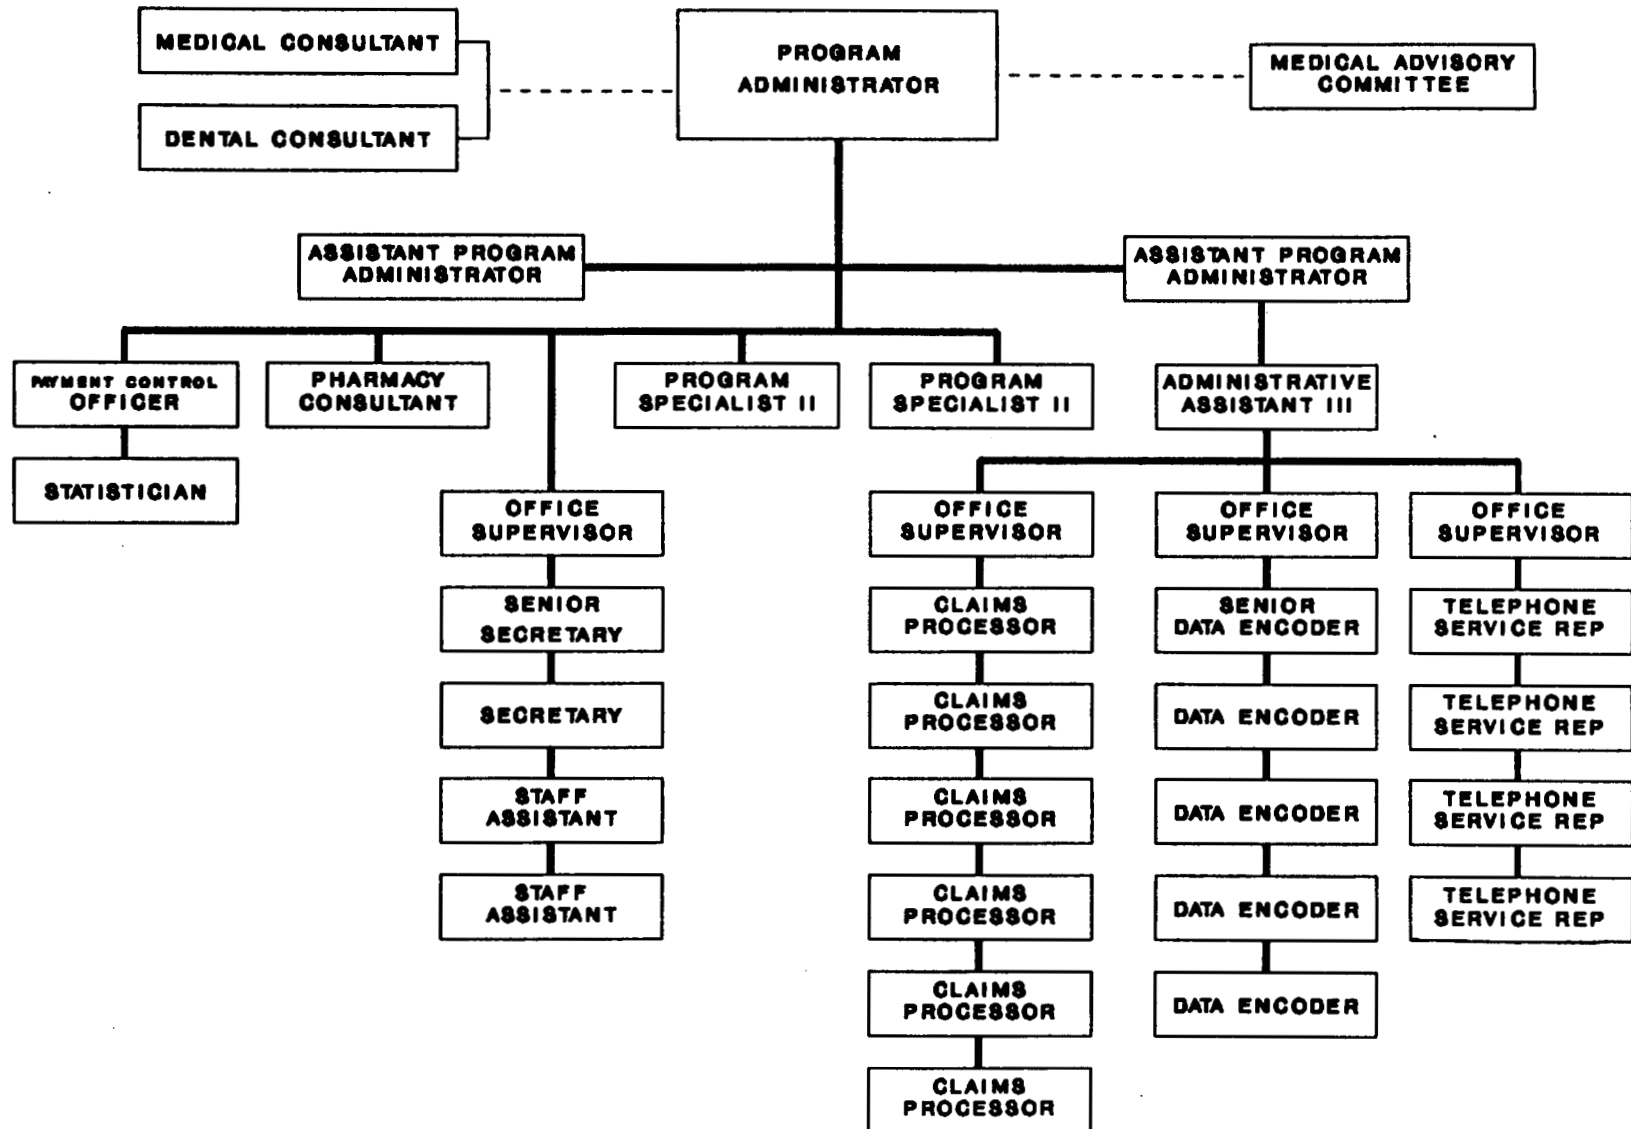 MEDICAL CONSULTANT
DENTAL CONSULTANT
PROGRAM
ADMINISTRATOR
MEDICAL ADVISORY
COMMITTEE
ASSISTANT PROGRAM
ADMINISTRATOR
ASSISTANT PROGRAM
ADMINISTRATOR
PAYMENT CONTROL
OFFICER
PHARMACY
CONSULTANT
PROGRAM
SPECIALIST II
PROGRAM
SPECIALIST II
ADMINISTRATIVE
ASSISTANT III
STATISTICIAN
OFFICE
SUPERVISOR
SENIOR
SECRETARY
SECRETARY
STAFF
ASSISTANT
STAFF
ASSISTANT
OFFICE
SUPERVISOR
CLAIMS
PROCESSOR
CLAIMS
PROCESSOR
CLAIMS
PROCESSOR
CLAIMS
PROCESSOR
CLAIMS
PROCESSOR
CLAIMS
PROCESSOR
OFFICE
SUPERVISOR
SENIOR
DATA ENCODER
DATA ENCODER
DATA ENCODER
DATA ENCODER
DATA ENCODER
OFFICE
SUPERVISOR
TELEPHONE
SERVICE REP
TELEPHONE
SERVICE REP
TELEPHONE
SERVICE REP
TELEPHONE
SERVICE REP